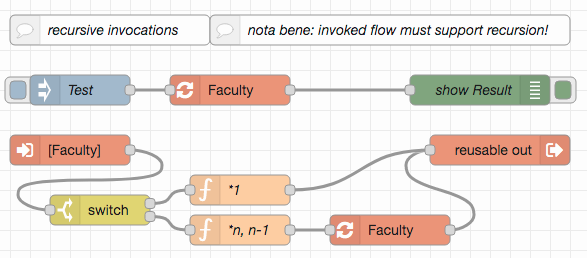 recursive invocations
nota bene: invoked flow must support recursion!
Test
Faculty
show Result
[Faculty]
reusable out
switch
*1
*n, n-1
Faculty